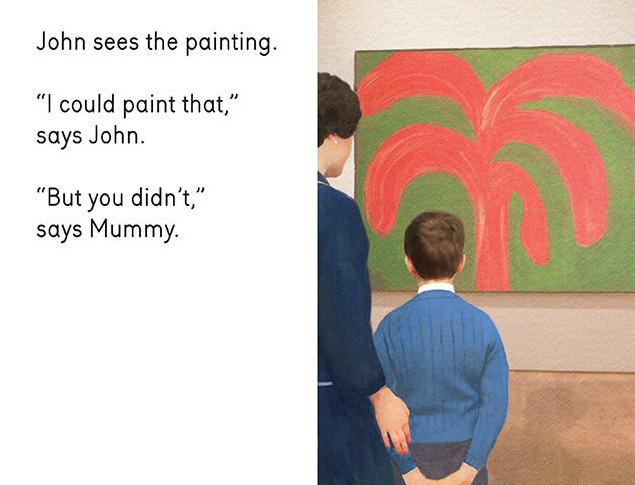 John sees the painting.
“I could paint that,”
says John.
“But you didn’t,”
says Mummy.